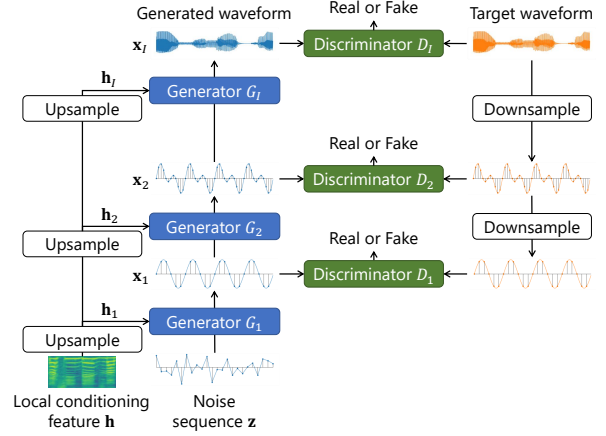 Generated waveform
Real or Fake
Target waveform
𝐱_I
Discriminator D_I
𝐡_I
Upsample
Generator G_I
Downsample
Real or Fake
𝐱_2
Discriminator D_2
𝐡_2
Upsample
Generator G_2
Downsample
Real or Fake
𝐱_1
Discriminator D_1
𝐡_1
Upsample
Generator G_1
Local conditioning
feature 𝐡
Noise
sequence 𝐳